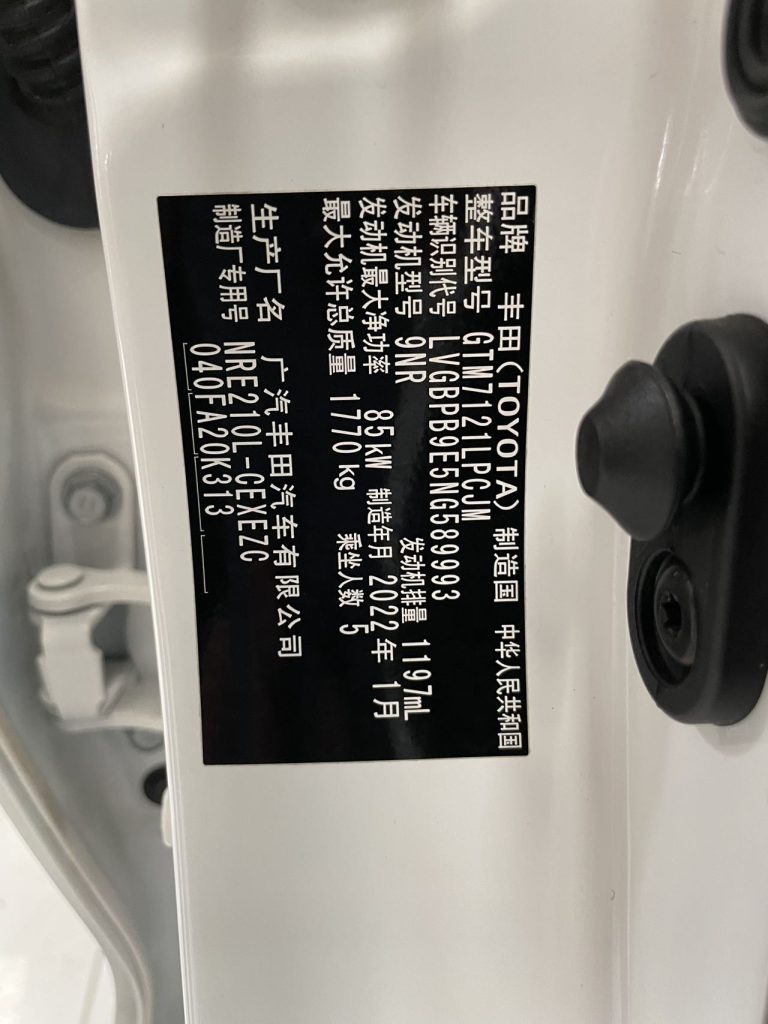 品牌 丰田(TOYOTA) 制造国 中华人民共和国
整车型号 GTM7121LPCJM
车辆识别代号 LVGBPB9E5NG589993
发动机型号 9NR 发动机排量 1197mL
发动机最大净功率 85kW 制造年月 2022年 1月
最大允许总质量 1770kg 乘坐人数 5
生产厂名 广汽丰田汽车有限公司
制造厂专用号 NRE210L-CEXEZC
040FA20K313